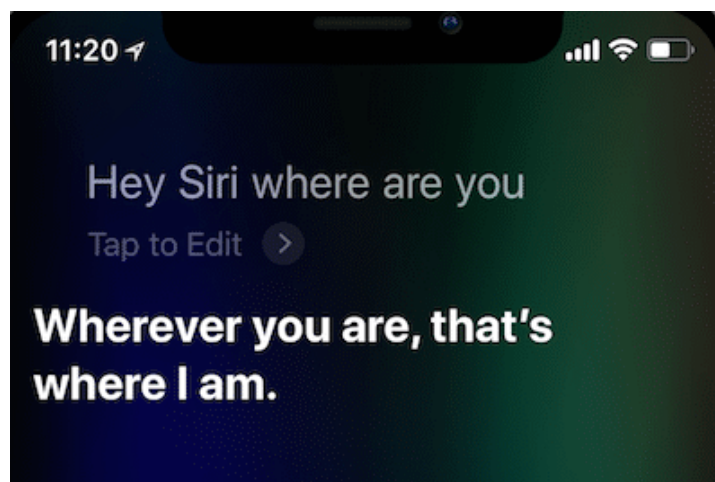 11:20
Hey Siri where are you
Tap to Edit
Wherever you are, that's
where I am.